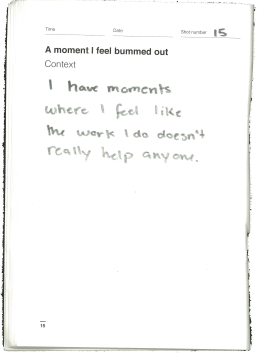 Time Date Shot number 15
A moment I feel bummed out
Context
I have moments
where I feel like
the work I do doesn't
really help anyone.
15